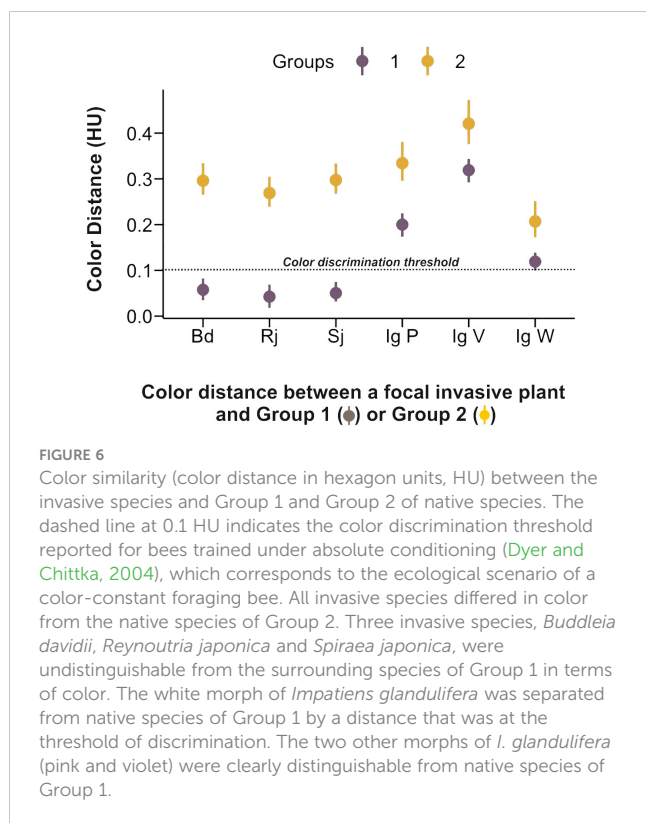 Groups 1 2
Color Distance (HU)
0.4
0.3
0.2
0.1
0.0
Color discrimination threshold
Bd Rj Sj Ig P Ig V Ig W
Color distance between a focal invasive plant
and Group 1 ( ) or Group 2 ( )
FIGURE 6
Color similarity (color distance in hexagon units, HU) between the
invasive species and Group 1 and Group 2 of native species. The
dashed line at 0.1 HU indicates the color discrimination threshold
reported for bees trained under absolute conditioning (Dyer and
Chittka, 2004), which corresponds to the ecological scenario of a
color-constant foraging bee. All invasive species differed in color
from the native species of Group 2. Three invasive species, Buddleia
davidii, Reynoutria japonica and Spiraea japonica, were
undistinguishable from the surrounding species of Group 1 in terms
of color. The white morph of Impatiens glandulifera was separated
from native species of Group 1 by a distance that was at the
threshold of discrimination. The two other morphs of I. glandulifera
(pink and violet) were clearly distinguishable from native species of
Group 1.